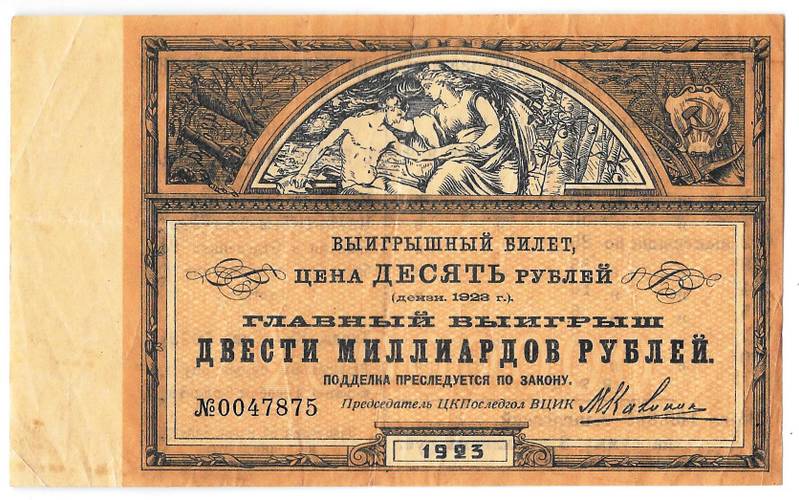 ВЫИГРЫШНЫЙ БИЛЕТ,
ЦЕНА ДЕСЯТЬ РУБЛЕЙ
(дензн. 1923 г.).
ГЛАВНЫЙ ВЫИГРЫШ
ДВЕСТИ МИЛЛИАРДОВ РУБЛЕЙ.
ПОДДЕЛКА ПРЕСЛЕДУЕТСЯ ПО ЗАКОНУ.
№0047875 Председатель ЦКПоследгол ВЦИК МКалинин
1923